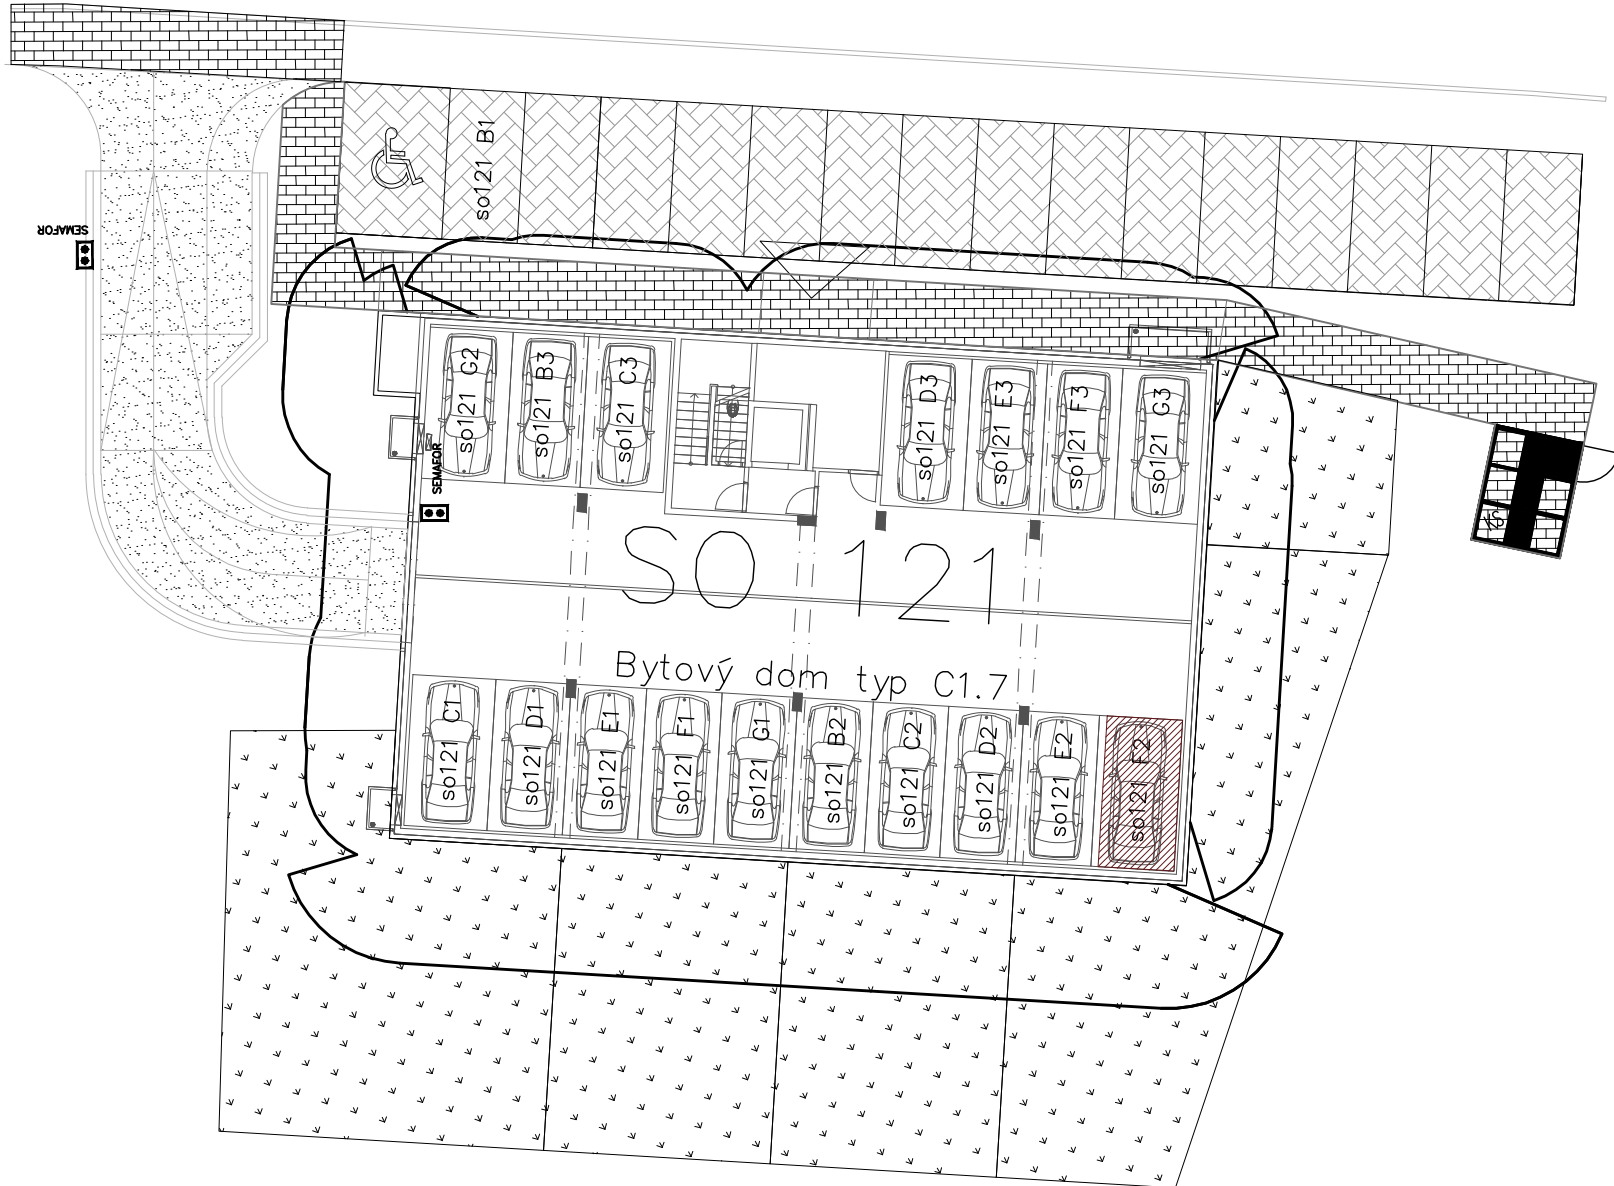 so121 B1
SEMAFOR
so121 G2
so121 B3
so121 C3
so121 D3
so121 E3
so121 F3
so121 G3
SEMAFOR
SO 121
Bytový dom typ C1.7
so121 C1
so121 D1
so121 E1
so121 F1
so121 G1
so121 B2
so121 C2
so121 D2
so121 E2
so121 F2